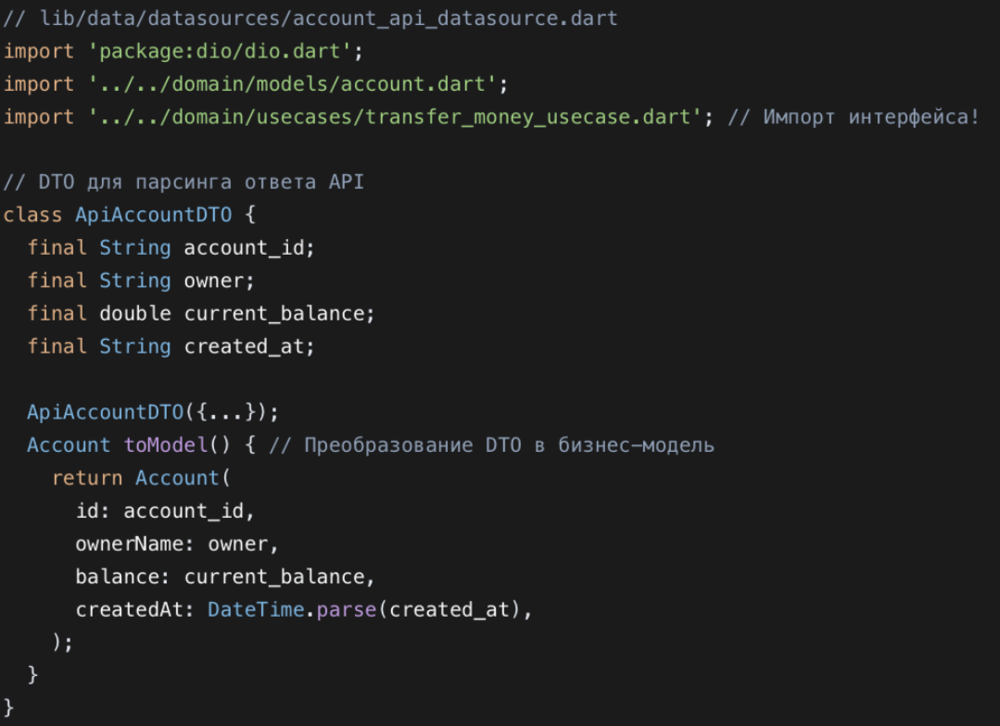 // lib/data/datasources/account_api_datasource.dart
import 'package:dio/dio.dart';
import '../../domain/models/account.dart';
import '../../domain/usecases/transfer_money_usecase.dart'; // Импорт интерфейса!

// DTO для парсинга ответа API
class ApiAccountDTO {
  final String account_id;
  final String owner;
  final double current_balance;
  final String created_at;

  ApiAccountDTO({...});
  Account toModel() { // Преобразование DTO в бизнес-модель
    return Account(
      id: account_id,
      ownerName: owner,
      balance: current_balance,
      createdAt: DateTime.parse(created_at),
    );
  }
}